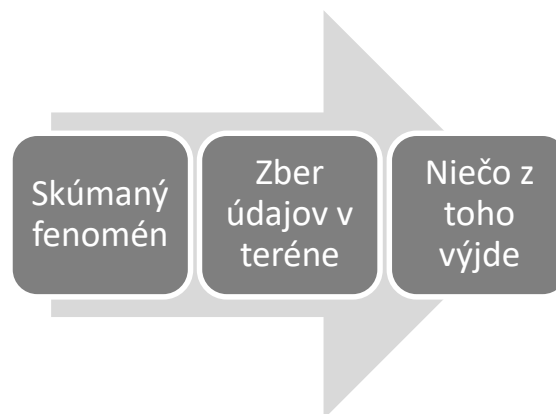 Skúmaný
fenomén
Zber
údajov v
teréne
Niečo z
toho
výjde